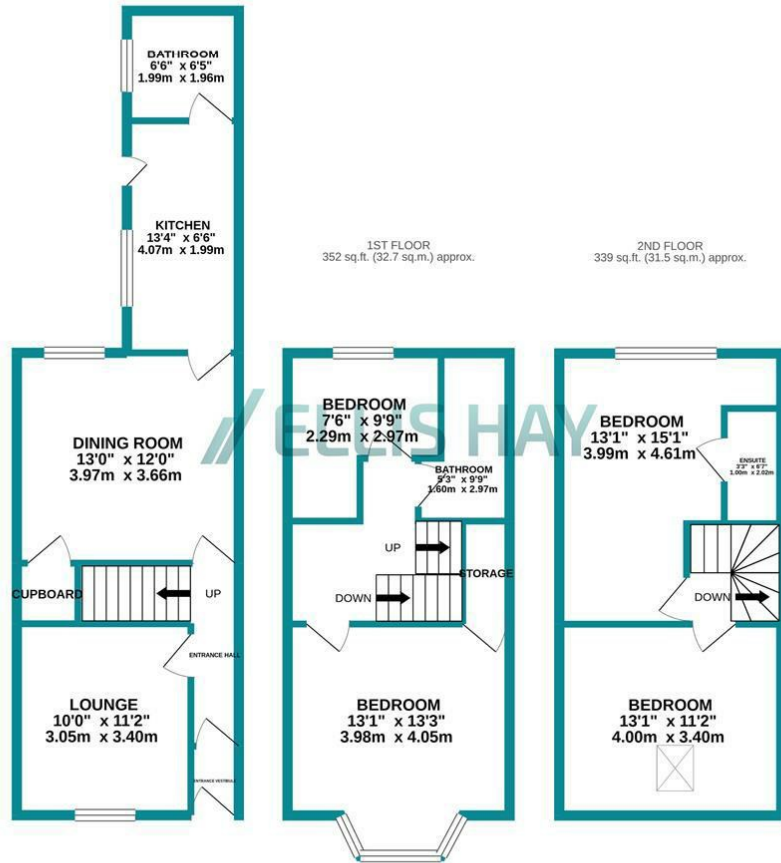 BATHROOM
6'6" x 6'5"
1.99m x 1.96m
KITCHEN
13'4" x 6'6"
4.07m x 1.99m
DINING ROOM
13'0" x 12'0"
3.97m x 3.66m
CUPBOARD
UP
ENTRANCE HALL
LOUNGE
10'0" x 11'2"
3.05m x 3.40m
ENTRANCE VESTIBULE
1ST FLOOR
352 sq.ft. (32.7 sq.m.) approx.
BEDROOM
7'6" x 9'9"
2.29m x 2.97m
BATHROOM
5'3" x 9'9"
1.60m x 2.97m
UP
DOWN
STORAGE
BEDROOM
13'1" x 13'3"
3.98m x 4.05m
2ND FLOOR
339 sq.ft. (31.5 sq.m.) approx.
BEDROOM
13'1" x 15'1"
3.99m x 4.61m
ENSUITE
3'3" x 6'7"
1.00m x 2.02m
DOWN
BEDROOM
13'1" x 11'2"
4.00m x 3.40m
ELLIS HAY